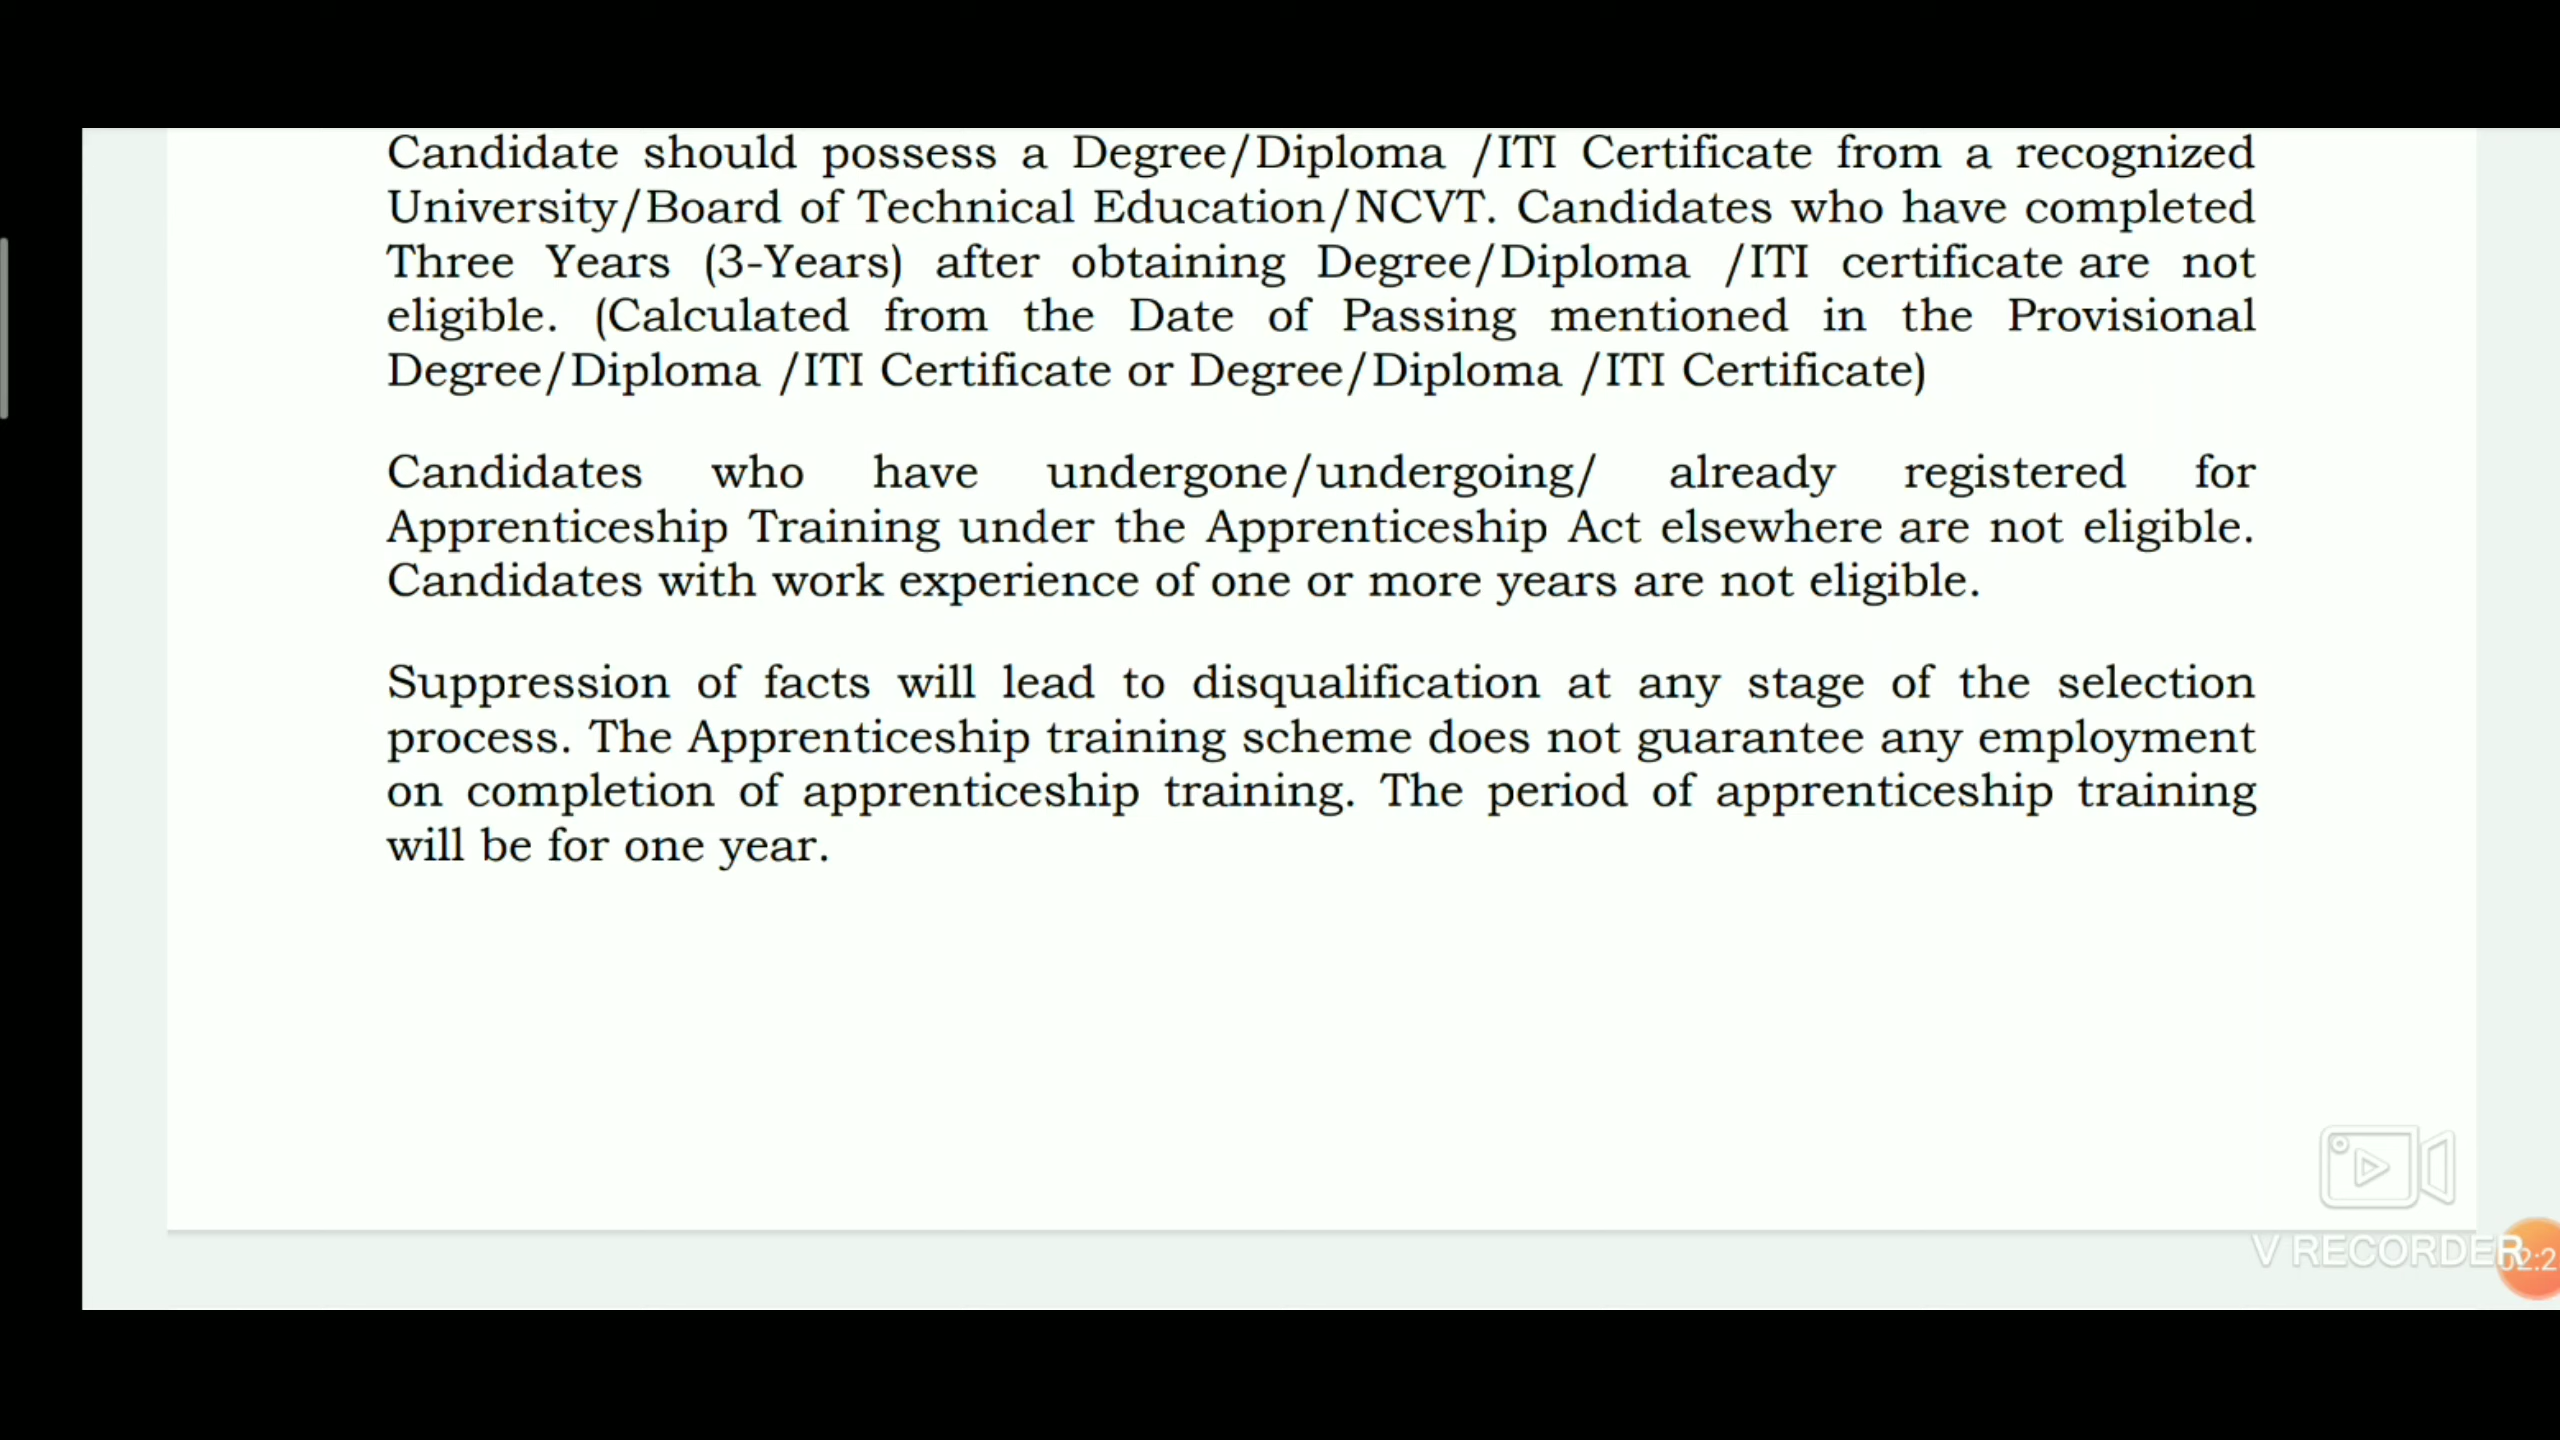 Candidate should possess a Degree/Diploma /ITI Certificate from a recognized
University/Board of Technical Education/NCVT. Candidates who have completed
Three Years (3-Years) after obtaining Degree/Diploma /ITI certificate are not
eligible. (Calculated from the Date of Passing mentioned in the Provisional
Degree/Diploma /ITI Certificate or Degree/Diploma /ITI Certificate)
Candidates who have undergone/undergoing/ already registered for
Apprenticeship Training under the Apprenticeship Act elsewhere are not eligible.
Candidates with work experience of one or more years are not eligible.
Suppression of facts will lead to disqualification at any stage of the selection
process. The Apprenticeship training scheme does not guarantee any employment
on completion of apprenticeship training. The period of apprenticeship training
will be for one year.
V RECORDER